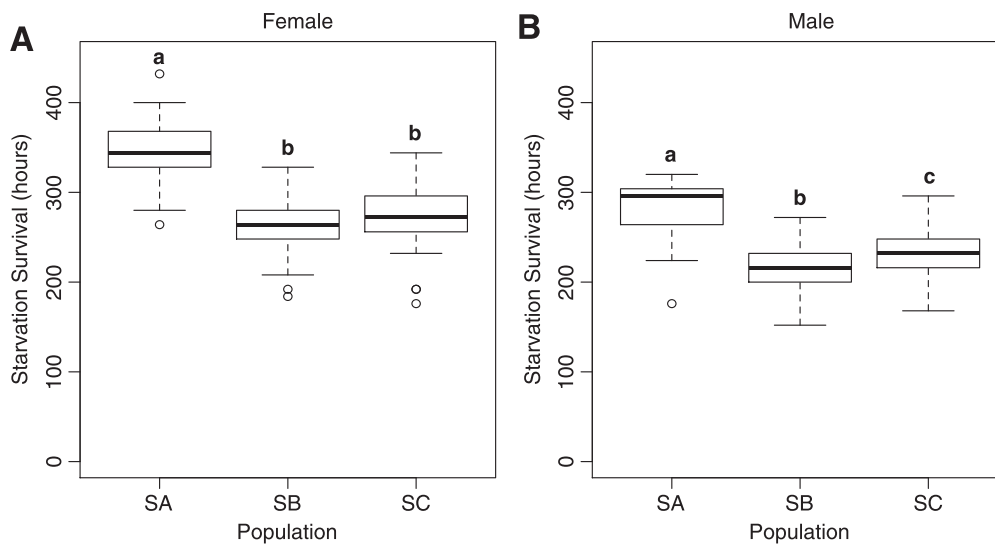 A
Female
Starvation Survival (hours)
400
300
200
100
0
a
b
b
SA
SB
SC
Population
B
Male
Starvation Survival (hours)
400
300
200
100
0
a
b
c
SA
SB
SC
Population